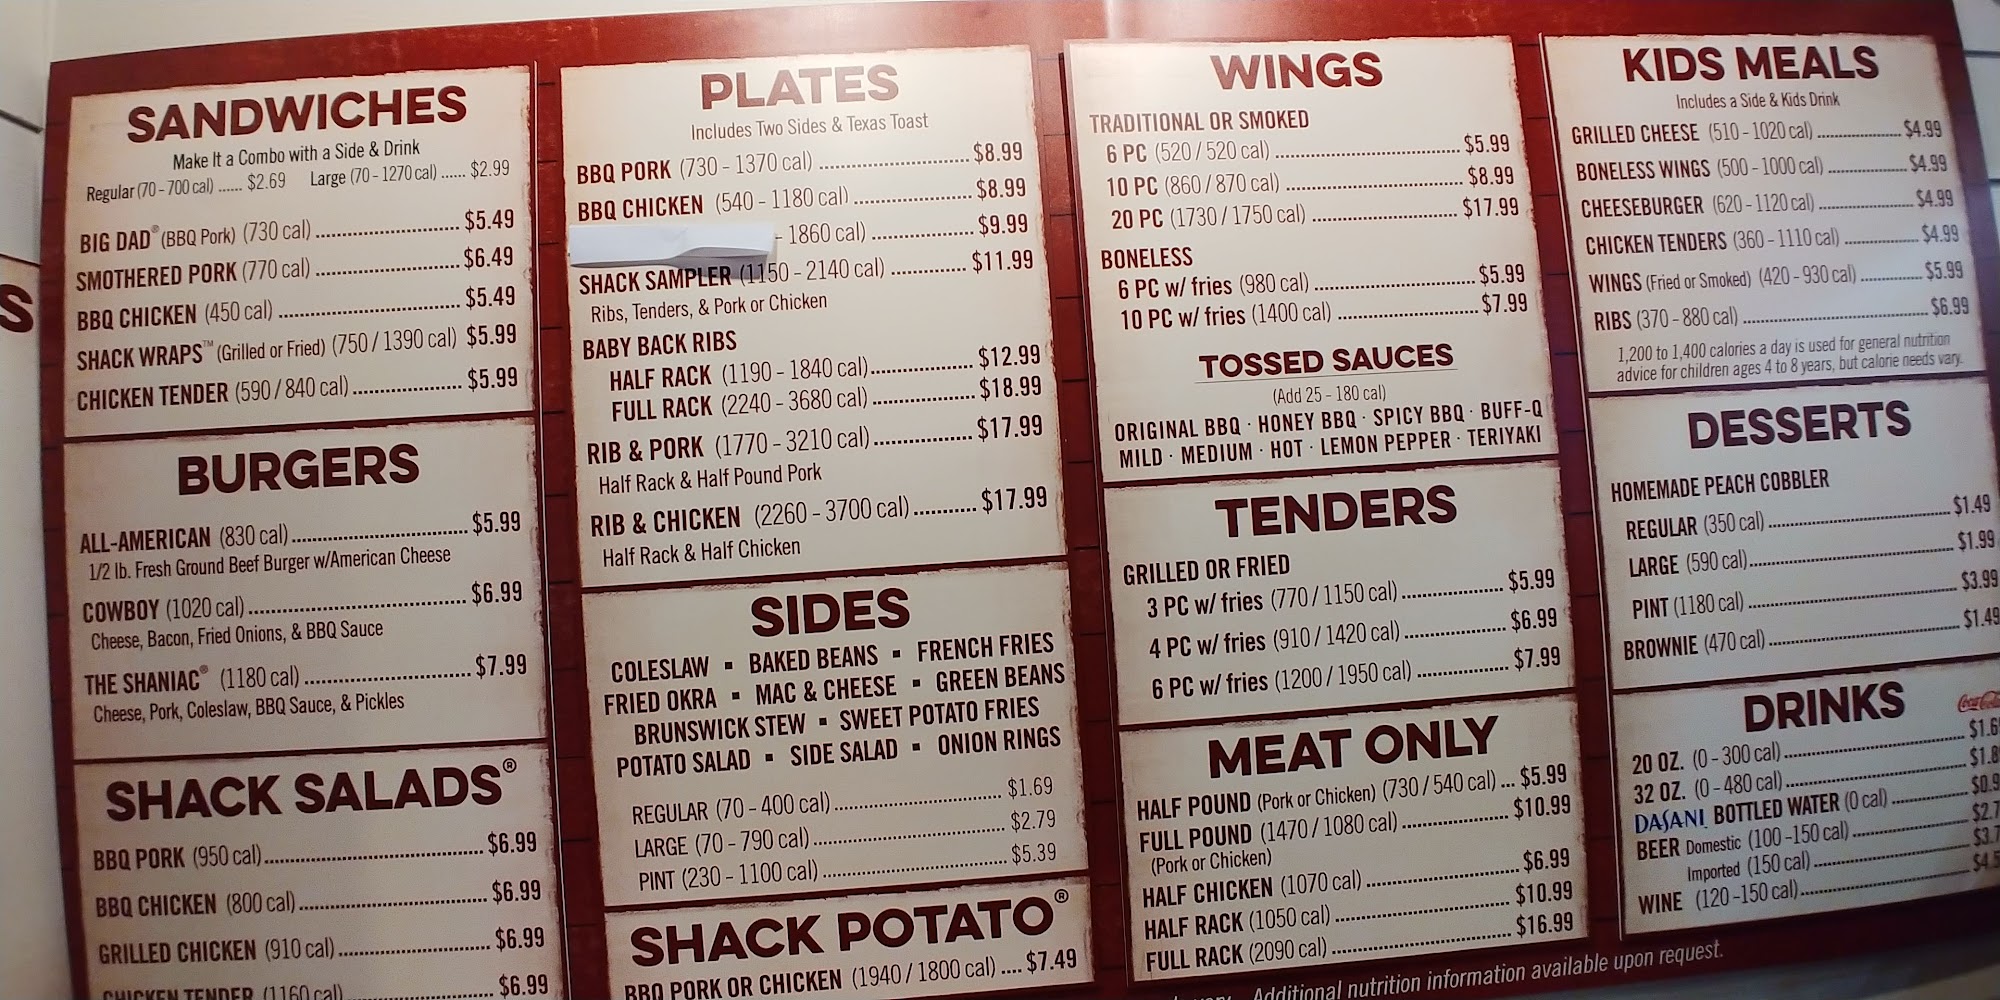 S
SANDWICHES
Make It a Combo with a Side & Drink
Regular (70 - 700 cal) ...... $2.69 Large (70 - 1270 cal) ...... $2.99
BIG DAD® (BBQ Pork) (730 cal) ...... $5.49
SMOTHERED PORK (770 cal) ...... $6.49
BBQ CHICKEN (450 cal) ...... $5.49
SHACK WRAPS™ (Grilled or Fried) (750 / 1390 cal) $5.99
CHICKEN TENDER (590 / 840 cal) ...... $5.99
BURGERS
ALL-AMERICAN (830 cal) ...... $5.99
1/2 lb. Fresh Ground Beef Burger w/American Cheese
COWBOY (1020 cal) ...... $6.99
Cheese, Bacon, Fried Onions, & BBQ Sauce
THE SHANIAC® (1180 cal) ...... $7.99
Cheese, Pork, Coleslaw, BBQ Sauce, & Pickles
SHACK SALADS®
BBQ PORK (950 cal) ...... $6.99
BBQ CHICKEN (800 cal) ...... $6.99
GRILLED CHICKEN (910 cal) ...... $6.99
CHICKEN TENDER (1160 cal) ...... $6.99
PLATES
Includes Two Sides & Texas Toast
BBQ PORK (730 - 1370 cal) ...... $8.99
BBQ CHICKEN (540 - 1180 cal) ...... $8.99
- 1860 cal) ...... $9.99
SHACK SAMPLER (1150 - 2140 cal) ...... $11.99
Ribs, Tenders, & Pork or Chicken
BABY BACK RIBS
HALF RACK (1190 - 1840 cal) ...... $12.99
FULL RACK (2240 - 3680 cal) ...... $18.99
RIB & PORK (1770 - 3210 cal) ...... $17.99
Half Rack & Half Pound Pork
RIB & CHICKEN (2260 - 3700 cal) ...... $17.99
Half Rack & Half Chicken
SIDES
COLESLAW ▪ BAKED BEANS ▪ FRENCH FRIES
FRIED OKRA ▪ MAC & CHEESE ▪ GREEN BEANS
BRUNSWICK STEW ▪ SWEET POTATO FRIES
POTATO SALAD ▪ SIDE SALAD ▪ ONION RINGS
REGULAR (70 - 400 cal) ...... $1.69
LARGE (70 - 790 cal) ...... $2.79
PINT (230 - 1100 cal) ...... $5.39
SHACK POTATO®
BBQ PORK OR CHICKEN (1940 / 1800 cal) .... $7.49
WINGS
TRADITIONAL OR SMOKED
6 PC (520 / 520 cal) ...... $5.99
10 PC (860 / 870 cal) ...... $8.99
20 PC (1730 / 1750 cal) ...... $17.99
BONELESS
6 PC w/ fries (980 cal) ...... $5.99
10 PC w/ fries (1400 cal) ...... $7.99
TOSSED SAUCES
(Add 25 - 180 cal)
ORIGINAL BBQ · HONEY BBQ · SPICY BBQ · BUFF-Q
MILD · MEDIUM · HOT · LEMON PEPPER · TERIYAKI
TENDERS
GRILLED OR FRIED
3 PC w/ fries (770 / 1150 cal) ...... $5.99
4 PC w/ fries (910 / 1420 cal) ...... $6.99
6 PC w/ fries (1200 / 1950 cal) ...... $7.99
MEAT ONLY
HALF POUND (Pork or Chicken) (730 / 540 cal) ... $5.99
FULL POUND (1470 / 1080 cal) ...... $10.99
(Pork or Chicken)
HALF CHICKEN (1070 cal) ...... $6.99
HALF RACK (1050 cal) ...... $10.99
FULL RACK (2090 cal) ...... $16.99
KIDS MEALS
Includes a Side & Kids Drink
GRILLED CHEESE (510 - 1020 cal) ...... $4.99
BONELESS WINGS (500 - 1000 cal) ...... $4.99
CHEESEBURGER (620 - 1120 cal) ...... $4.99
CHICKEN TENDERS (360 - 1110 cal) ...... $4.99
WINGS (Fried or Smoked) (420 - 930 cal) ...... $5.99
RIBS (370 - 880 cal) ...... $6.99
1,200 to 1,400 calories a day is used for general nutrition
advice for children ages 4 to 8 years, but calorie needs vary.
DESSERTS
HOMEMADE PEACH COBBLER
REGULAR (350 cal) ...... $1.49
LARGE (590 cal) ...... $1.99
PINT (1180 cal) ...... $3.99
BROWNIE (470 cal) ...... $1.49
DRINKS
Coca-Cola
20 OZ. (0 - 300 cal) ...... $1.6
32 OZ. (0 - 480 cal) ...... $1.8
DASANI BOTTLED WATER (0 cal) ...... $0.9
BEER Domestic (100 -150 cal) ...... $2.7
Imported (150 cal) ...... $3.7
WINE (120 -150 cal) ...... $4.5
Additional nutrition information available upon request.